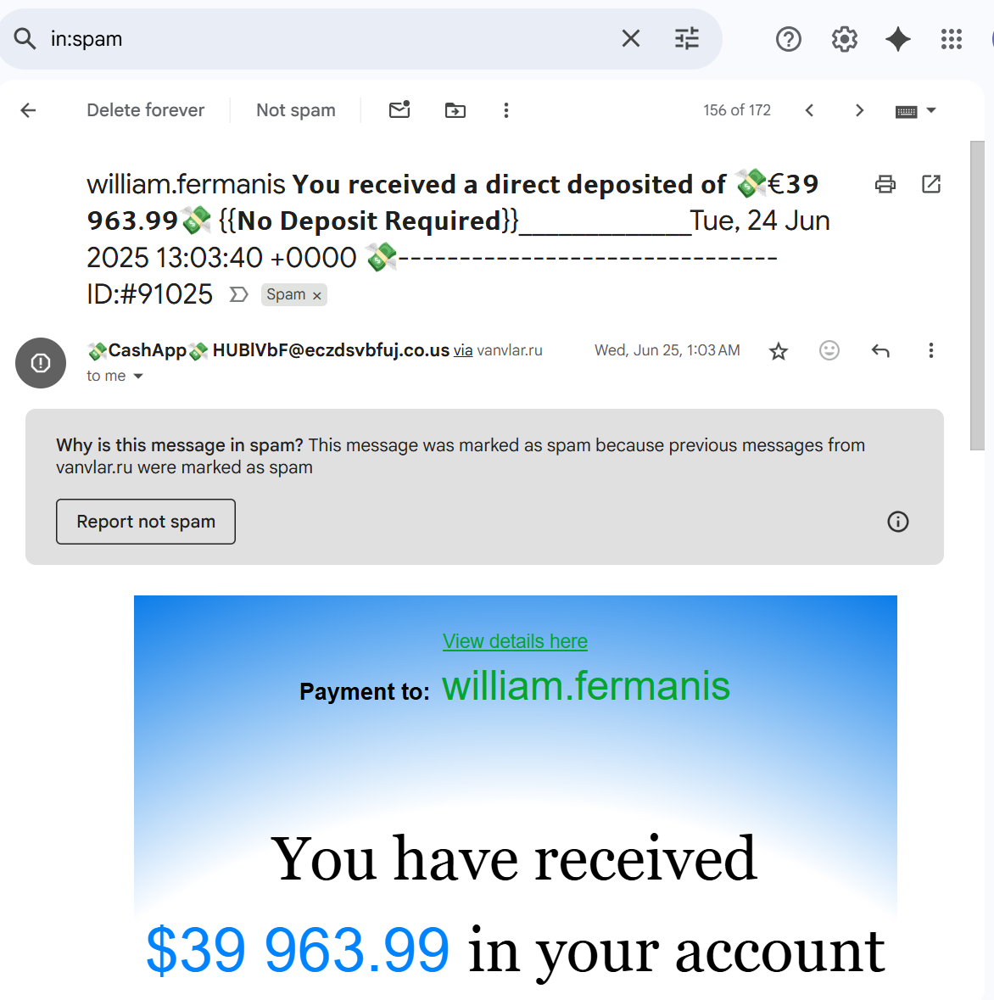 in:spam
Delete forever Not spam 156 of 172
william.fermanis You received a direct deposited of 💸€39
963.99💸 {{No Deposit Required}}______________Tue, 24 Jun
2025 13:03:40 +0000 💸-------------------------------
ID:#91025 Spam ×
💸CashApp💸 HUBlVbF@eczdsvbfuj.co.us via vanvlar.ru Wed, Jun 25, 1:03 AM
to me
Why is this message in spam? This message was marked as spam because previous messages from
vanvlar.ru were marked as spam
Report not spam
View details here
Payment to: william.fermanis
You have received
$39 963.99 in your account